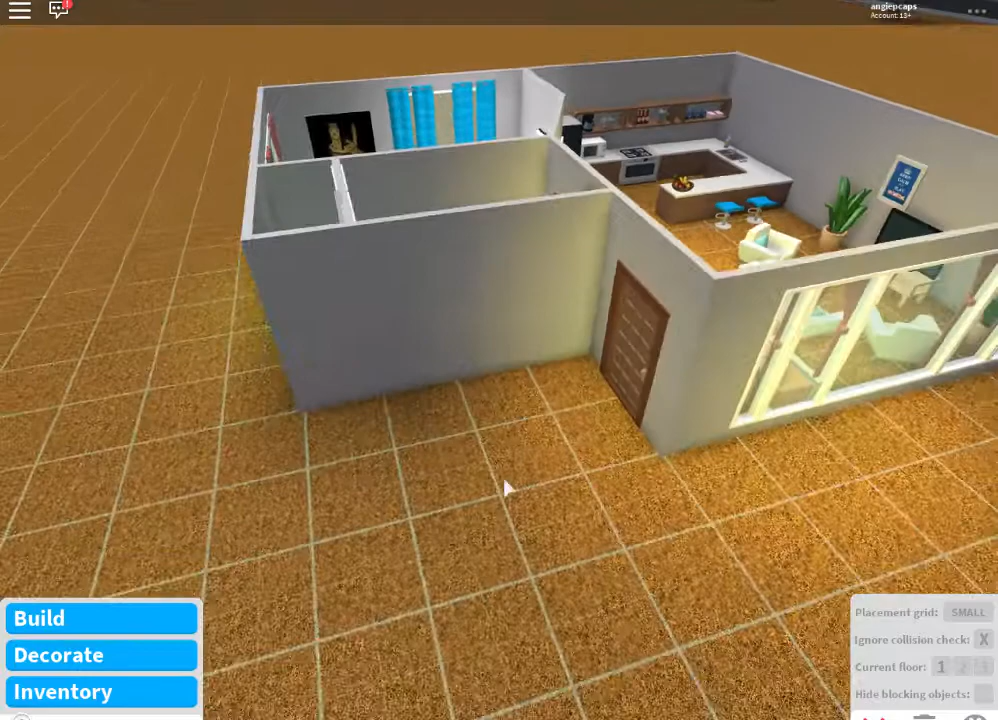 angiepcaps
Account: 13+
Build
Decorate
Inventory
Placement grid: SMALL
Ignore collision check: X
Current floor: 1 2 3
Hide blocking objects: